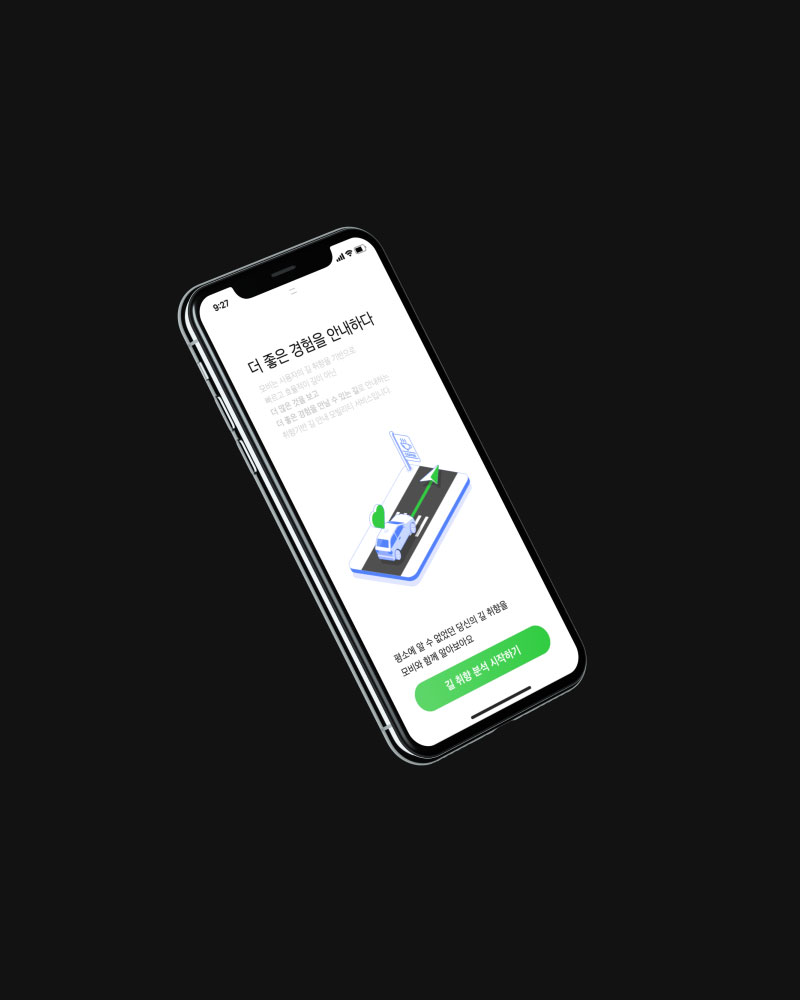 9:27
더 좋은 경험을 안내하다
모비는 사용자의 길 취향을 기반으로
빠르고 효율적인 길이 아닌
더 많은 것을 보고
더 좋은 경험을 만날 수 있는 길로 안내하는
취향기반 길 안내 모빌리티 서비스입니다
평소에 알 수 없었던 당신의 길 취향을
모비와 함께 알아보아요
길 취향 분석 시작하기